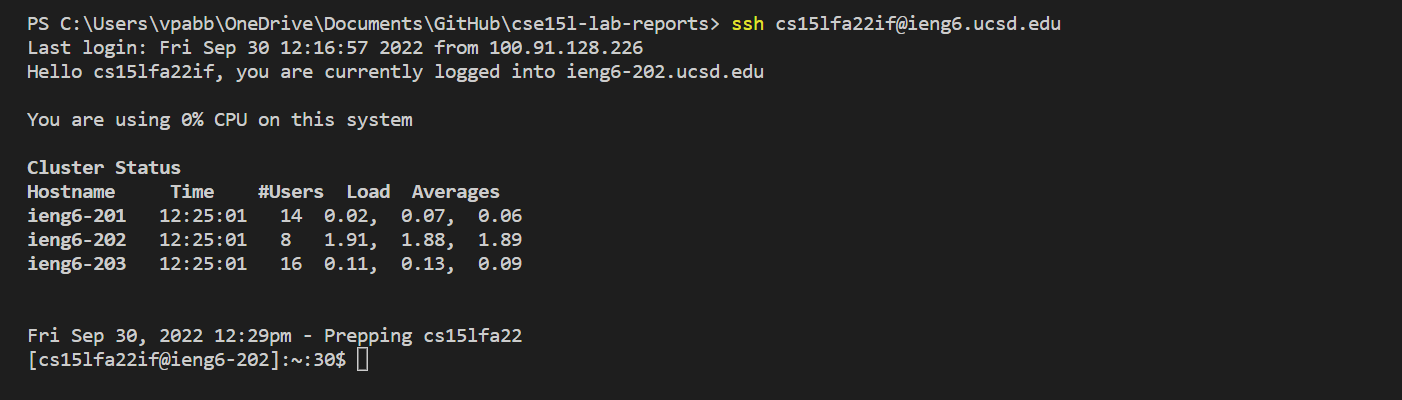 PS C:\Users\vpabb\OneDrive\Documents\GitHub\cse15l-lab-reports> ssh cs15lfa22if@ieng6.ucsd.edu
Last login: Fri Sep 30 12:16:57 2022 from 100.91.128.226
Hello cs15lfa22if, you are currently logged into ieng6-202.ucsd.edu
You are using 0% CPU on this system
Cluster Status
Hostname     Time    #Users  Load  Averages
ieng6-201   12:25:01   14  0.02,  0.07,  0.06
ieng6-202   12:25:01   8   1.91,  1.88,  1.89
ieng6-203   12:25:01   16  0.11,  0.13,  0.09
Fri Sep 30, 2022 12:29pm - Prepping cs15lfa22
[cs15lfa22if@ieng6-202]:~:30$